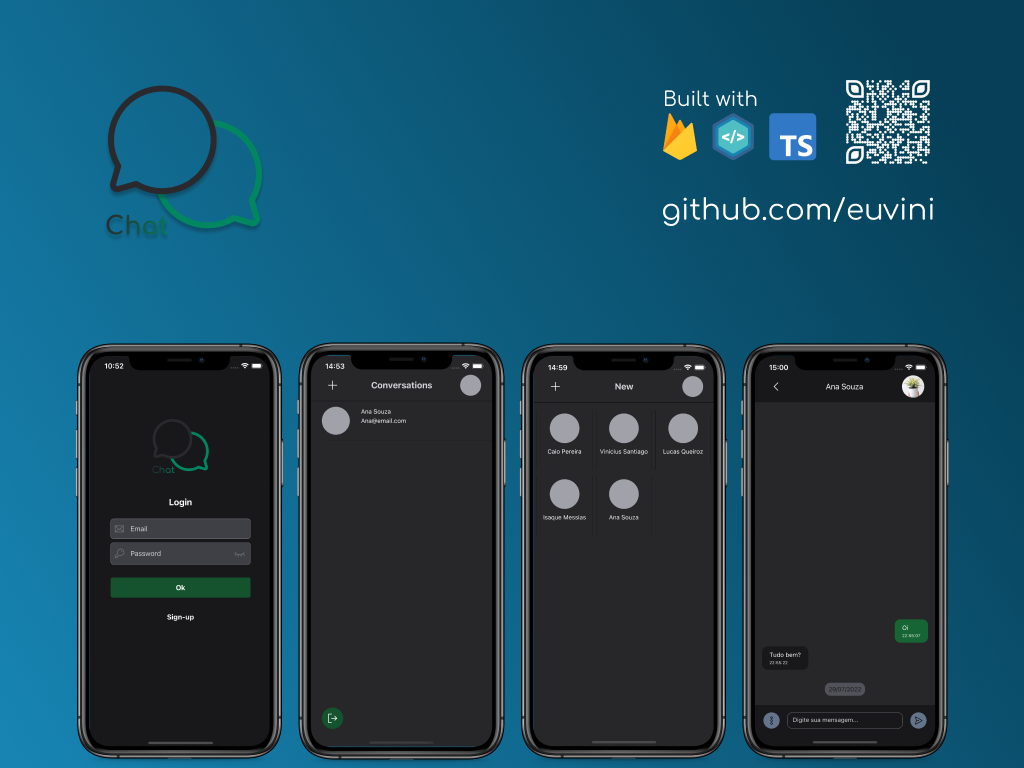 Chat
Built with
</>
TS
github.com/euvini
10:52
Chat
Login
Email
Password
Ok
Sign-up
14:53
Conversations
Ana Souza
Ana@email.com
14:59
New
Caio Pereira
Vinicius Santiago
Lucas Queiroz
Isaque Messias
Ana Souza
15:00
Ana Souza
Oi
22:55:07
Tudo bem?
22:55:22
29/07/2022
Digite sua mensagem...